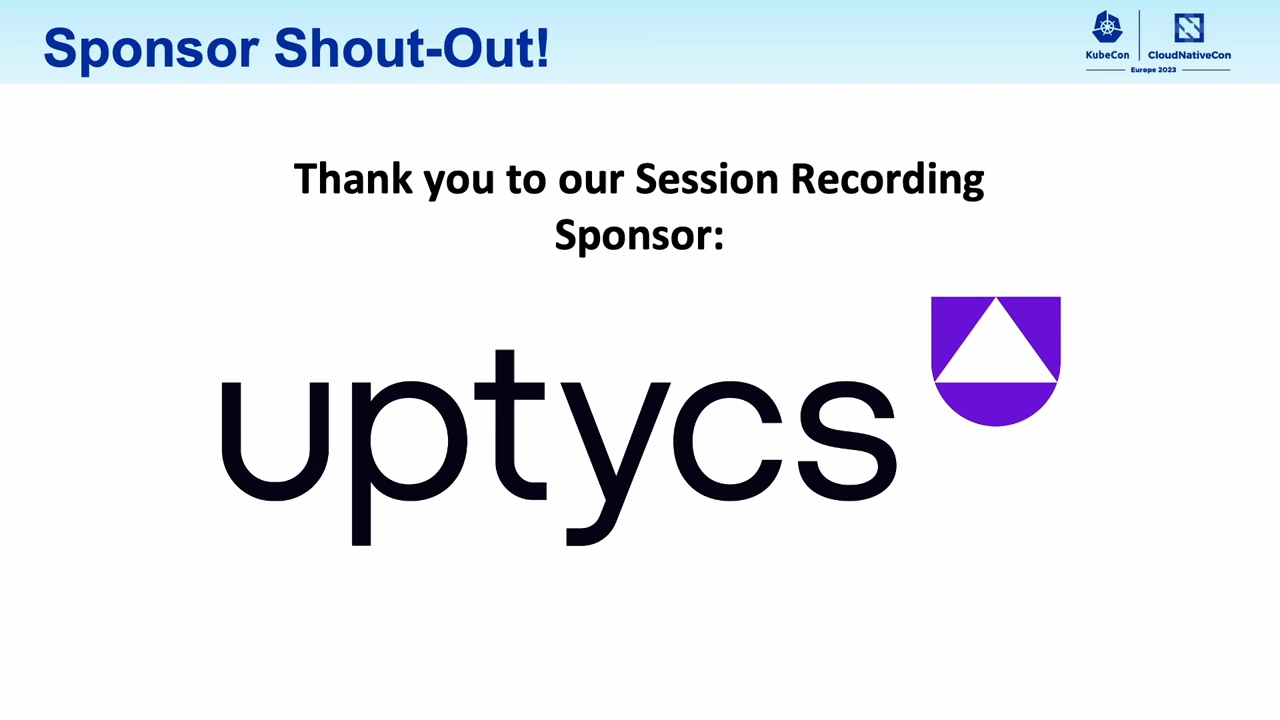 Sponsor Shout-Out!
KubeCon
CloudNativeCon
Europe 2023
Thank you to our Session Recording
Sponsor:
uptycs